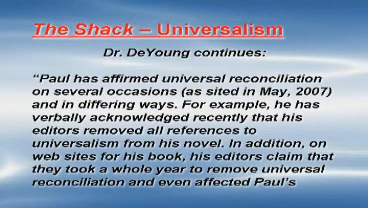 The Shack – Universalism
Dr. DeYoung continues:
“Paul has affirmed universal reconciliation
on several occasions (as sited in May, 2007)
and in differing ways. For example, he has
verbally acknowledged recently that his
editors removed all references to
universalism from his novel. In addition, on
web sites for his book, his editors claim that
they took a whole year to remove universal
reconciliation and even affected Paul’s